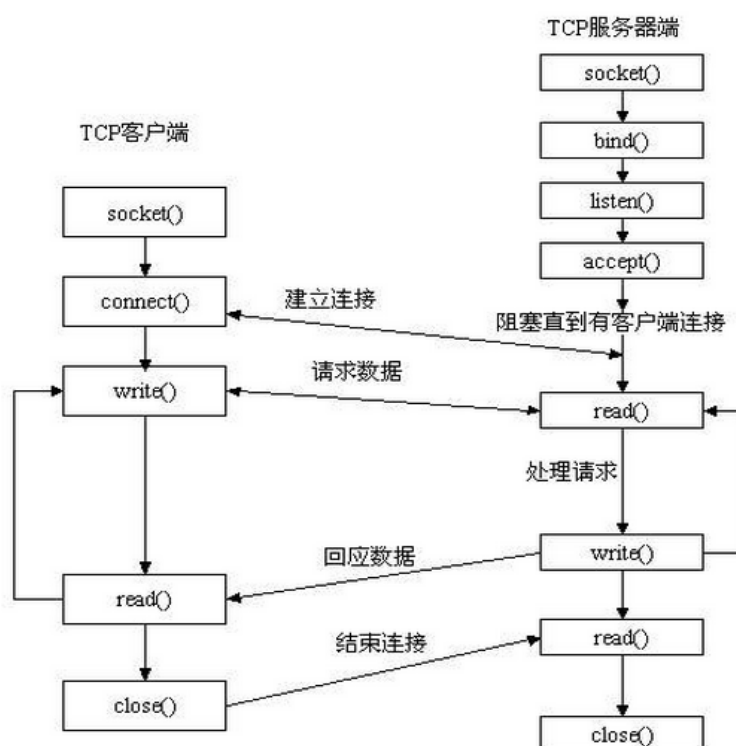 TCP服务器端
socket()
TCP客户端
bind()
socket()
listen()
accept()
connect()
建立连接
阻塞直到有客户端连接
write()
请求数据
read()
处理请求
回应数据
write()
read()
结束连接
read()
close()
close()